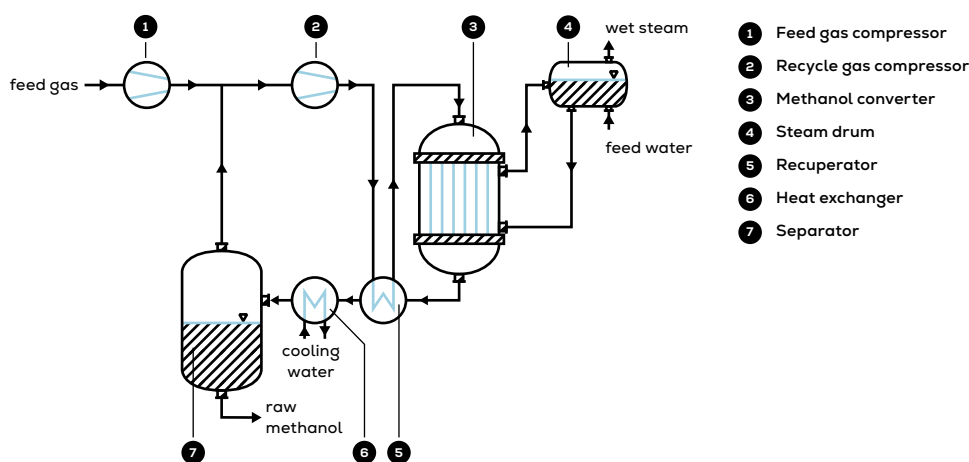 1
2
3
4
wet steam
1 Feed gas compressor
feed gas
2 Recycle gas compressor
3 Methanol converter
4 Steam drum
feed water
5 Recuperator
6 Heat exchanger
7 Separator
cooling
water
raw
methanol
7
6
5